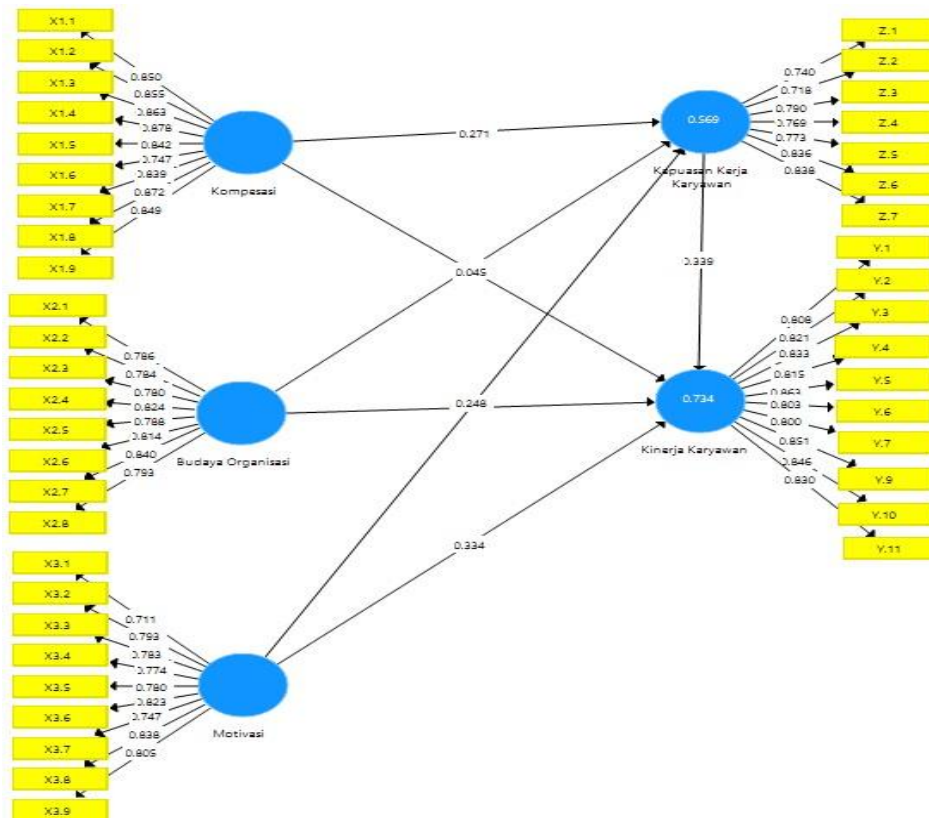 X1.1
X1.2
X1.3
X1.4
X1.5
X1.6
X1.7
X1.8
X1.9
0.850
0.855
0.863
0.878
0.842
0.747
0.839
0.872
0.849
Kompesasi
X2.1
X2.2
X2.3
X2.4
X2.5
X2.6
X2.7
X2.8
0.786
0.784
0.780
0.824
0.788
0.814
0.840
0.793
Budaya Organisasi
X3.1
X3.2
X3.3
X3.4
X3.5
X3.6
X3.7
X3.8
X3.9
0.711
0.793
0.783
0.774
0.780
0.823
0.747
0.838
0.805
Motivasi
0.271
0.045
0.248
0.334
0.339
0.569
Kepuasan Kerja
Karyawan
0.734
Kinerja Karyawan
0.740
0.718
0.790
0.769
0.773
0.836
0.838
Z.1
Z.2
Z.3
Z.4
Z.5
Z.6
Z.7
0.808
0.821
0.833
0.815
0.863
0.803
0.800
0.851
0.846
0.830
Y.1
Y.2
Y.3
Y.4
Y.5
Y.6
Y.7
Y.9
Y.10
Y.11